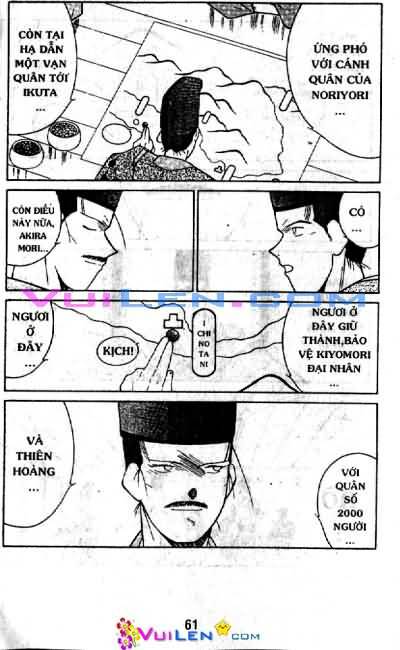 CÒN TẠI
HẠ DẪN
MỘT VẠN
QUÂN TỚI
IKUTA
...
ỨNG PHÓ
VỚI CÁNH
QUÂN CỦA
NORIYORI
...
CÒN ĐIỀU
NÀY NỮA,
AKIRA
MORI...
CÓ
...
VUILEN.COM
NGƯƠI
Ở
ĐÂY...
KỊCH!
I
CHI
NO
TA
NI
NGƯƠI Ở
ĐÂY GIỮ
THÀNH,BẢO
VỆ KIYOMORI
ĐẠI NHÂN
...
VÀ
THIÊN
HOÀNG
...
VỚI
QUÂN
SỐ
2000
NGƯỜI
...
61
VUILEN.COM